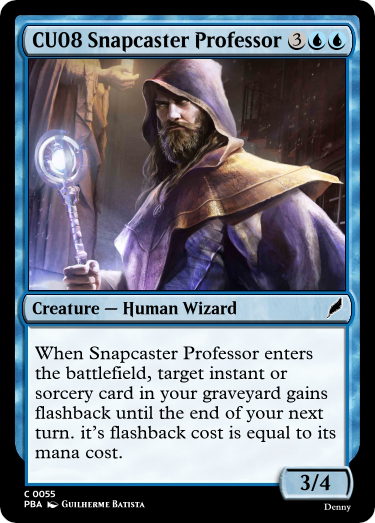 CU08 Snapcaster Professor 3
Creature — Human Wizard
When Snapcaster Professor enters
the battlefield, target instant or
sorcery card in your graveyard gains
flashback until the end of your next
turn. it's flashback cost is equal to its
mana cost.
3/4
C 0055
PBA Guilherme Batista
Denny